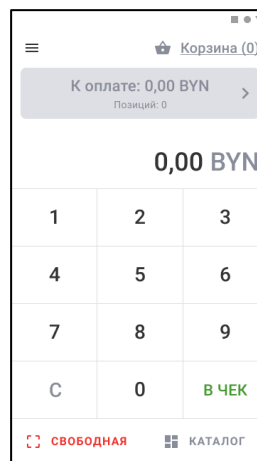 Корзина (0)
К оплате: 0,00 BYN
Позиций: 0
0,00 BYN
1 2 3
4 5 6
7 8 9
C 0 В ЧЕК
СВОБОДНАЯ КАТАЛОГ